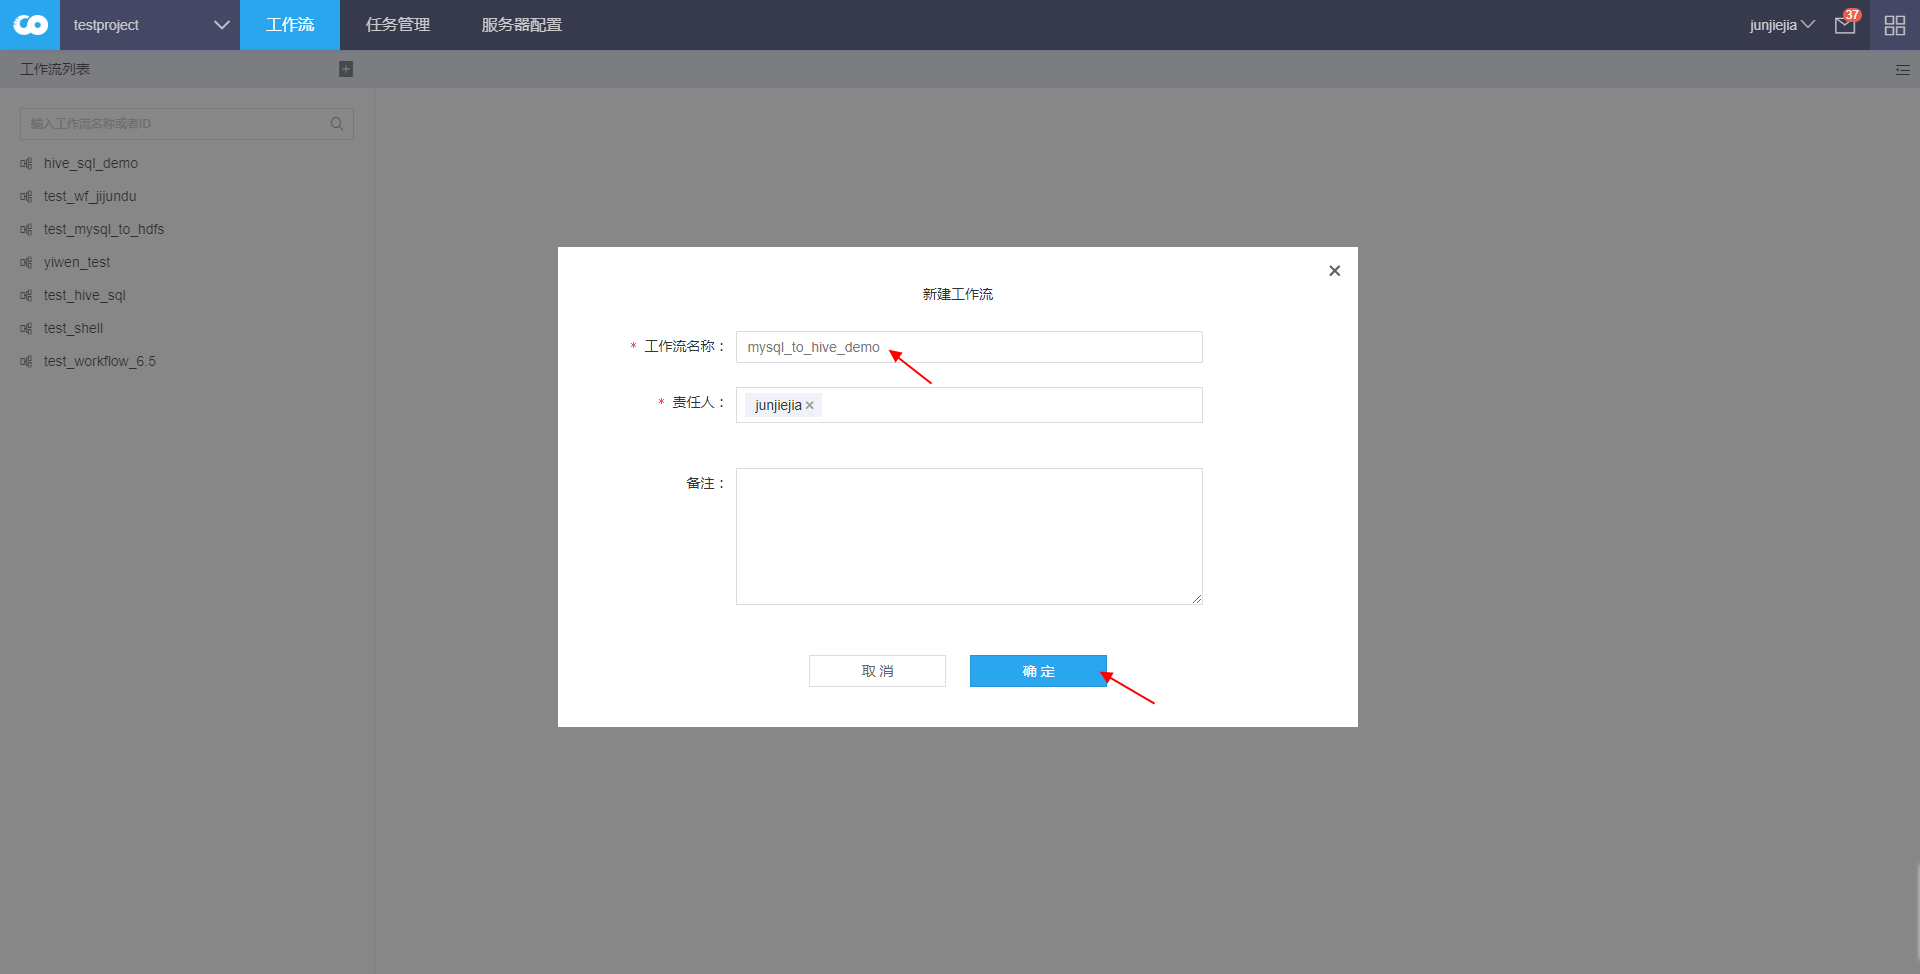 testproject
工作流
任务管理
服务器配置
junjiejia
37
工作流列表
输入工作流名称或者ID
hive_sql_demo
test_wf_jijundu
test_mysql_to_hdfs
yiwen_test
test_hive_sql
test_shell
test_workflow_6.5
新建工作流
* 工作流名称： mysql_to_hive_demo
* 责任人： junjiejia
备注：
取 消
确 定